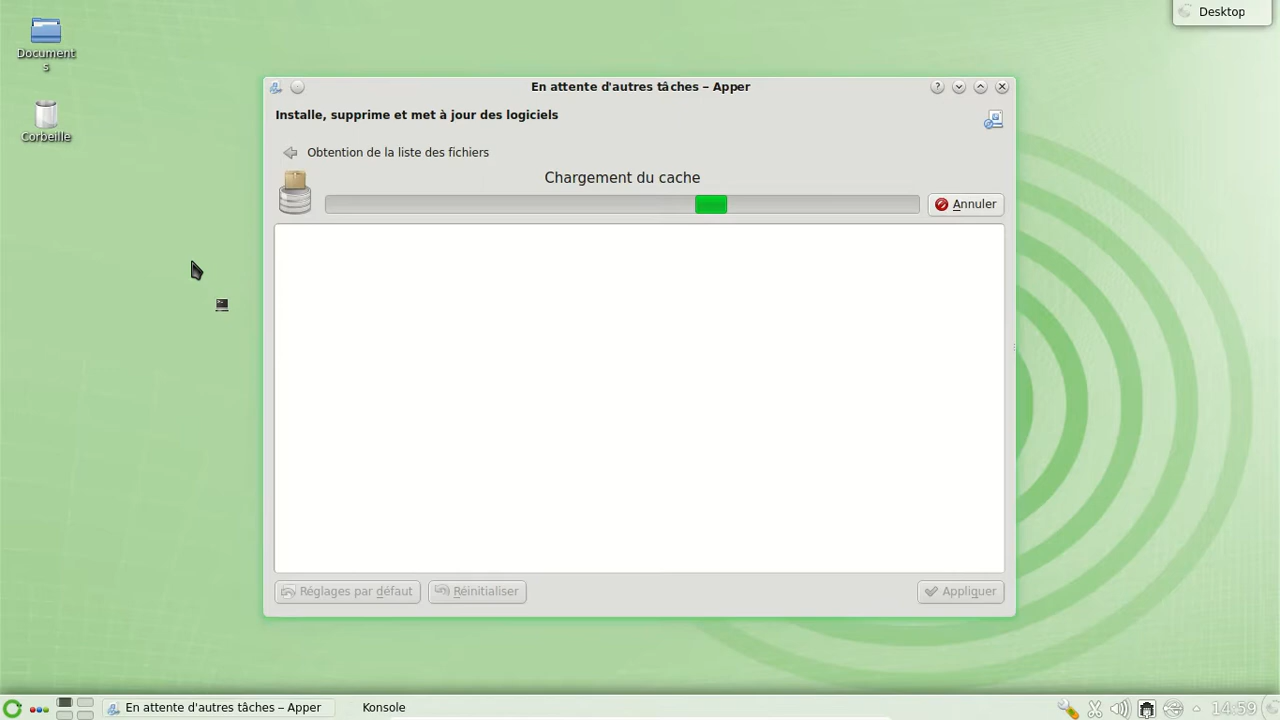 Desktop
Document
s
Corbeille
En attente d'autres tâches – Apper
Installe, supprime et met à jour des logiciels
Obtention de la liste des fichiers
Chargement du cache
Annuler
Réglages par défaut
Réinitialiser
Appliquer
En attente d'autres tâches – Apper
Konsole
14:59